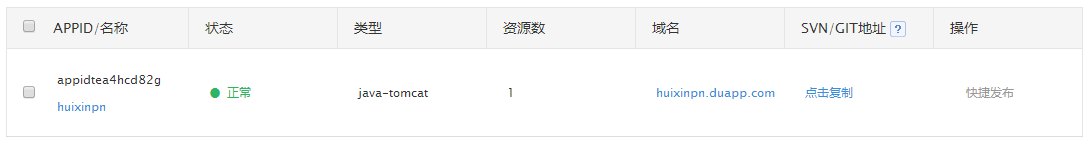 APPID/名称 状态 类型 资源数 域名 SVN/GIT地址 ? 操作
appidtea4hcd82g
huixinpn
正常 java-tomcat 1 huixinpn.duapp.com 点击复制 快捷发布